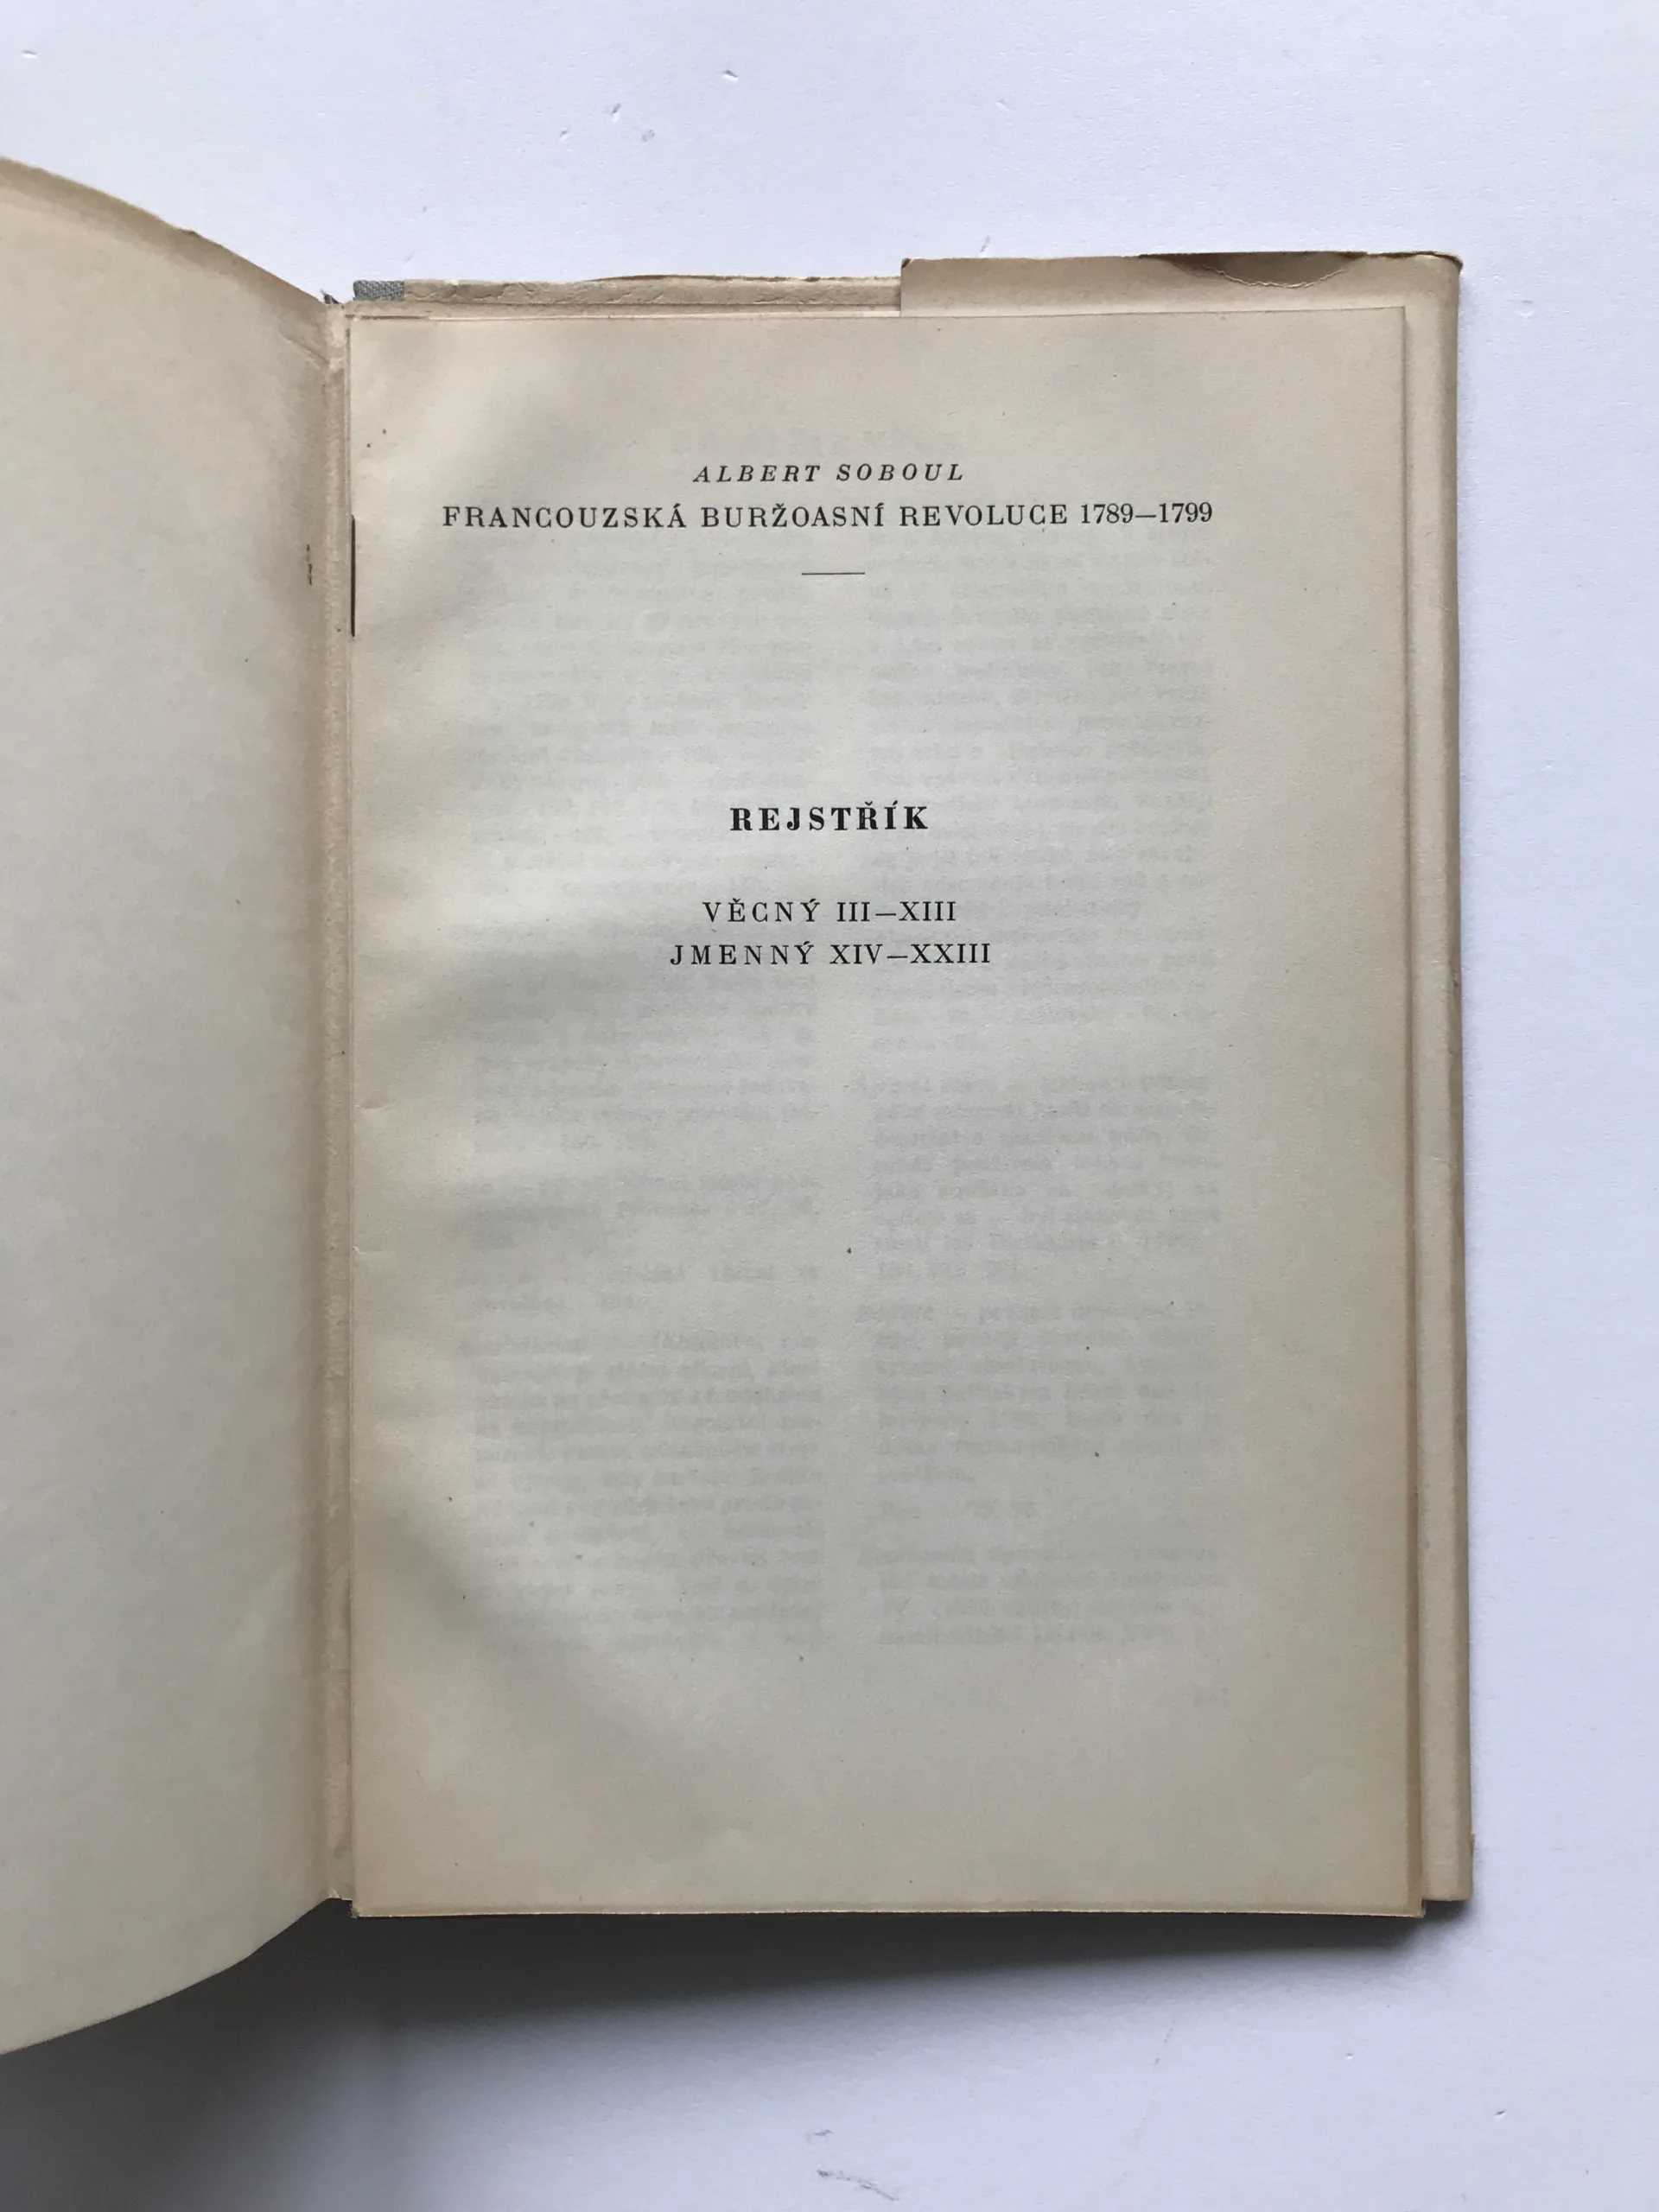 ALBERT SOBOUL
FRANCOUZSKÁ BURŽOASNÍ REVOLUCE 1789—1799
REJSTŘÍK
VĚCNÝ III—XIII
JMENNÝ XIV—XXIII